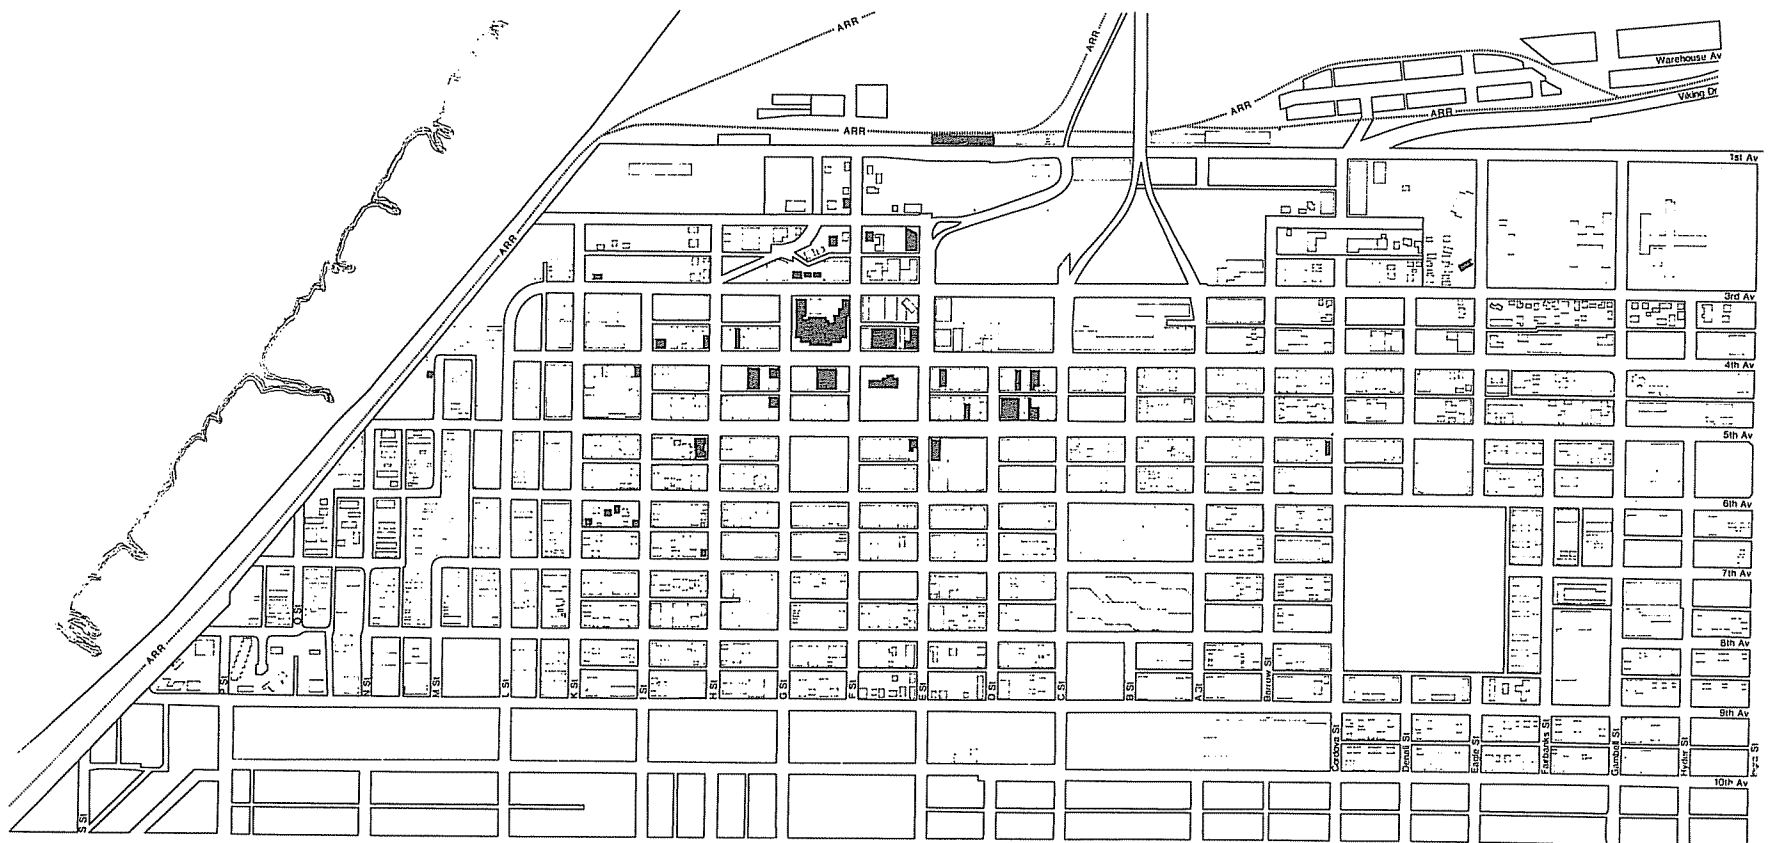 ARR
ARR
Warehouse Av
Viking Dr
ARR
ARR
ARR
1st Av
ARR
3rd Av
4th Av
5th Av
6th Av
7th Av
O St
8th Av
ARR
P St
N St
M St
L St
K St
I St
H St
G St
F St
E St
D St
C St
B St
A St
Barrow St
9th Av
Cordova St
Denali St
Eagle St
Fairbanks St
Gambell St
Hyder St
10th Av
S St